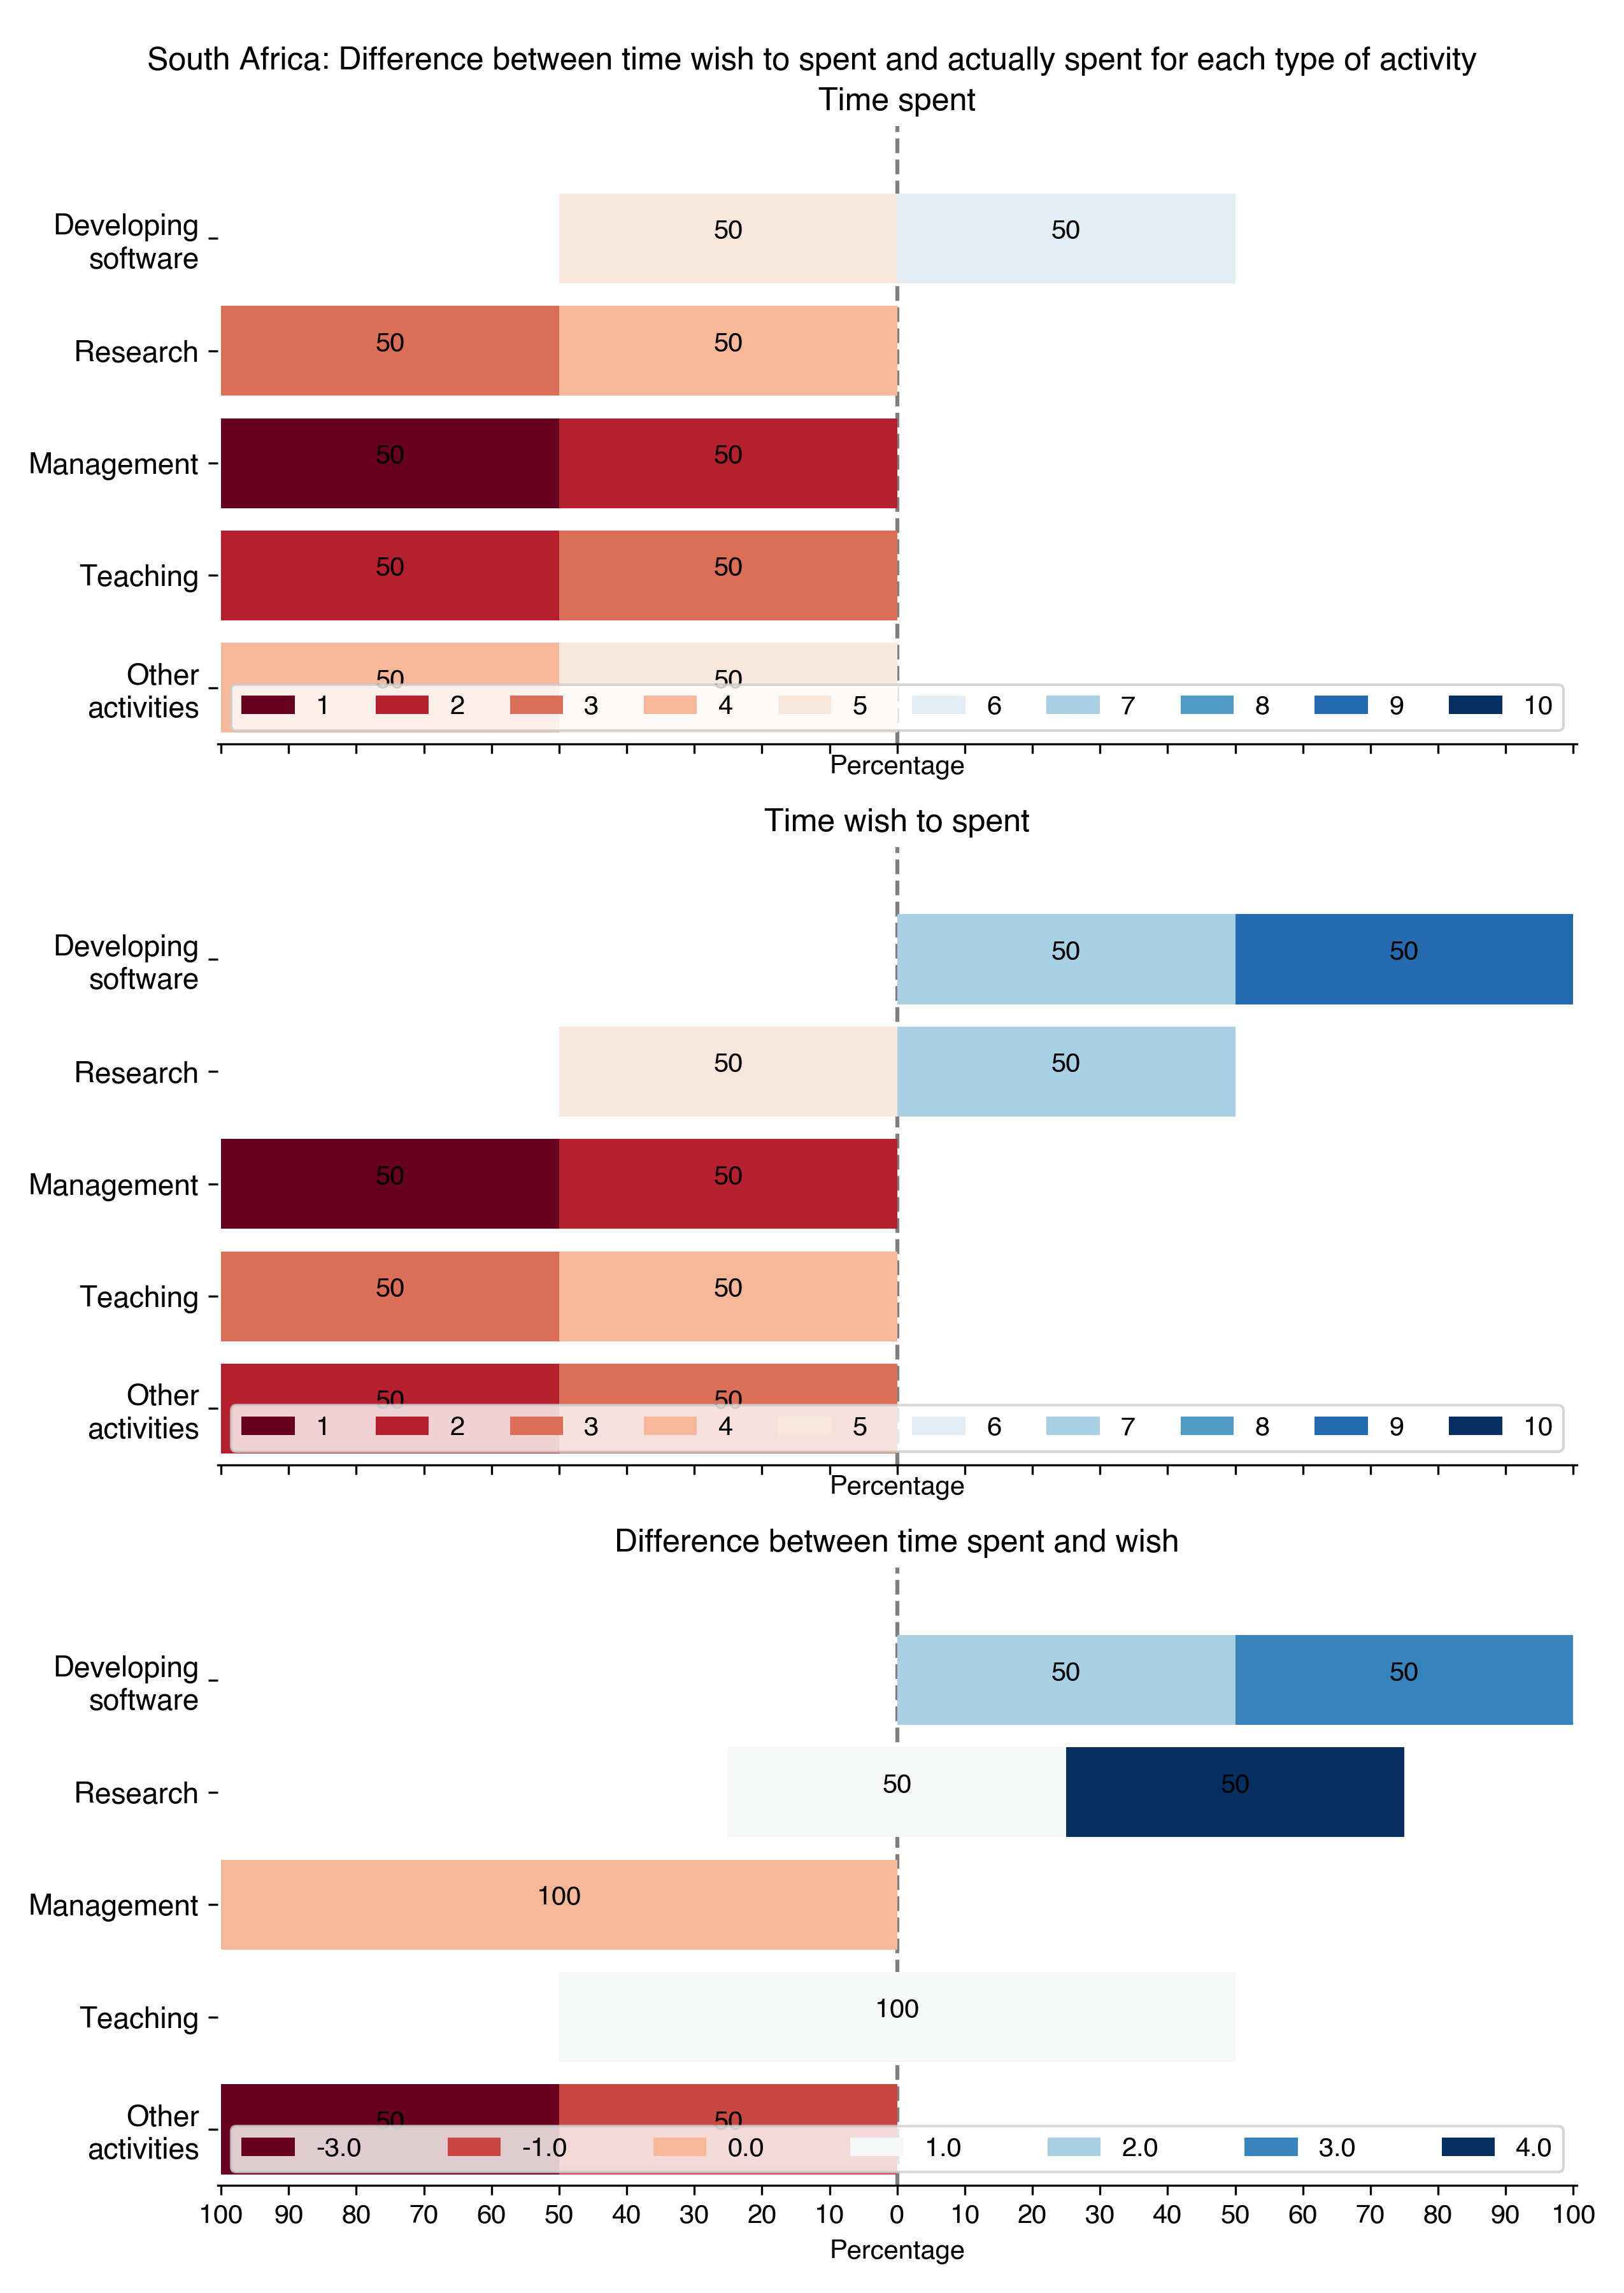 South Africa: Difference between time wish to spent and actually spent for each type of activity
Time spent
Developing
software
50 50
Research
50 50
Management
50 50
Teaching
50 50
Other
activities
50 50
1 2 3 4 5 6 7 8 9 10
Percentage
Time wish to spent
Developing
software
50 50
Research
50 50
Management
50 50
Teaching
50 50
Other
activities
50 50
1 2 3 4 5 6 7 8 9 10
Percentage
Difference between time spent and wish
Developing
software
50 50
Research
50 50
Management
100
Teaching
100
Other
activities
50 50
-3.0 -1.0 0.0 1.0 2.0 3.0 4.0
100 90 80 70 60 50 40 30 20 10 0 10 20 30 40 50 60 70 80 90 100
Percentage